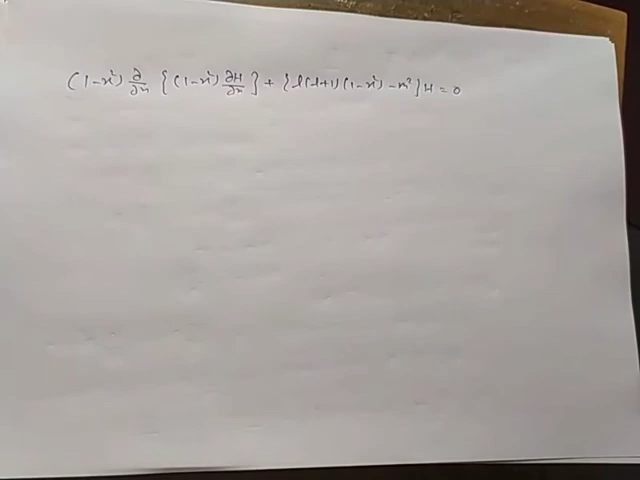 (1-x²) ∂/∂x {(1-x²) ∂H/∂x} + {l(l+1)(1-x²) - m²}H = 0